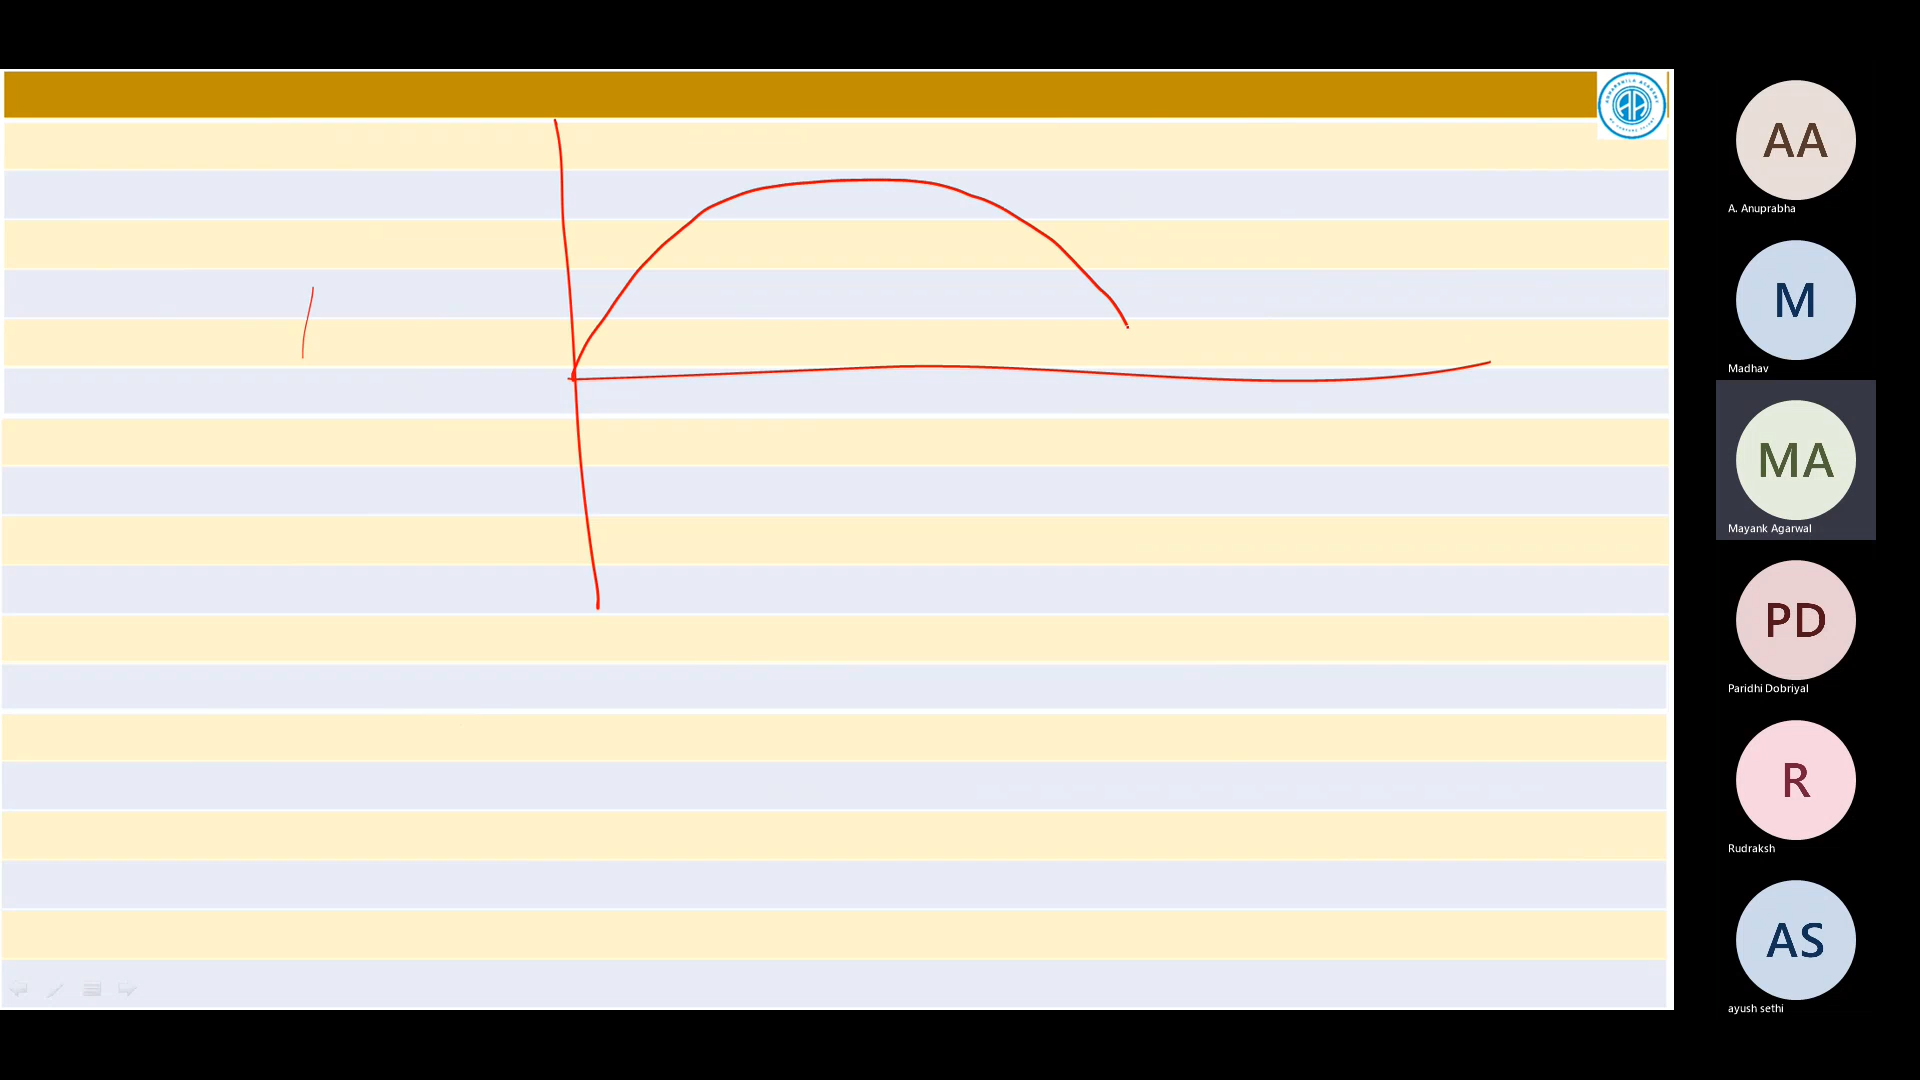 AA
A. Anuprabha
M
Madhav
MA
Mayank Agarwal
PD
Paridhi Dobriyal
R
Rudraksh
AS
ayush sethi